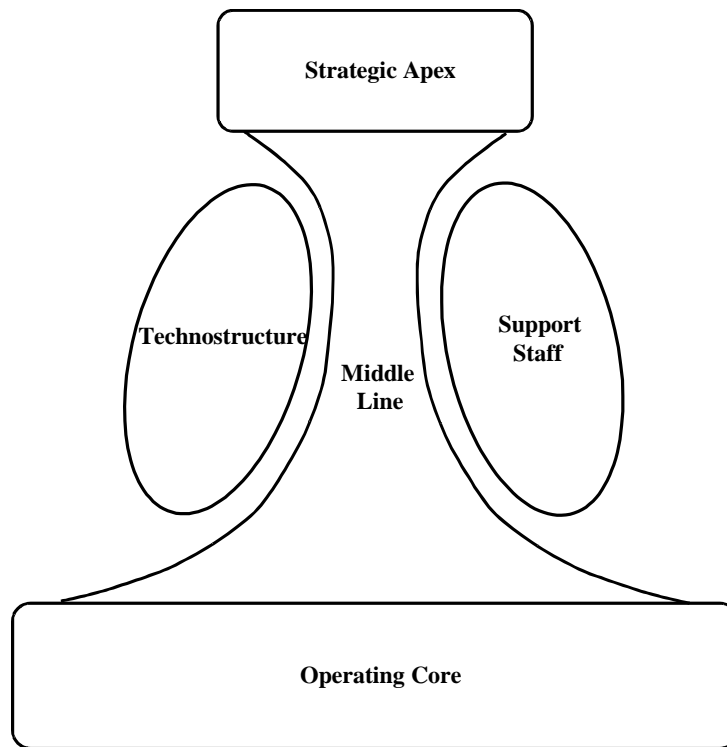 Strategic Apex
Technostructure
Support
Staff
Middle
Line
Operating Core